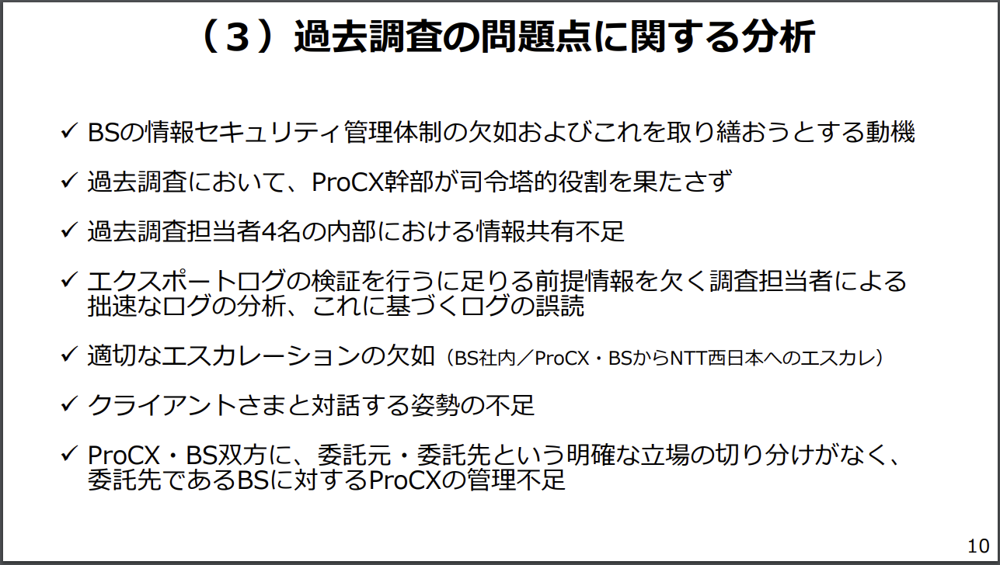 （３）過去調査の問題点に関する分析
✓ BSの情報セキュリティ管理体制の欠如およびこれを取り繕おうとする動機
✓ 過去調査において、ProCX幹部が司令塔的役割を果たさず
✓ 過去調査担当者4名の内部における情報共有不足
✓ エクスポートログの検証を行うに足りる前提情報を欠く調査担当者による
拙速なログの分析、これに基づくログの誤読
✓ 適切なエスカレーションの欠如（BS社内／ProCX・BSからNTT西日本へのエスカレ）
✓ クライアントさまと対話する姿勢の不足
✓ ProCX・BS双方に、委託元・委託先という明確な立場の切り分けがなく、
委託先であるBSに対するProCXの管理不足
10